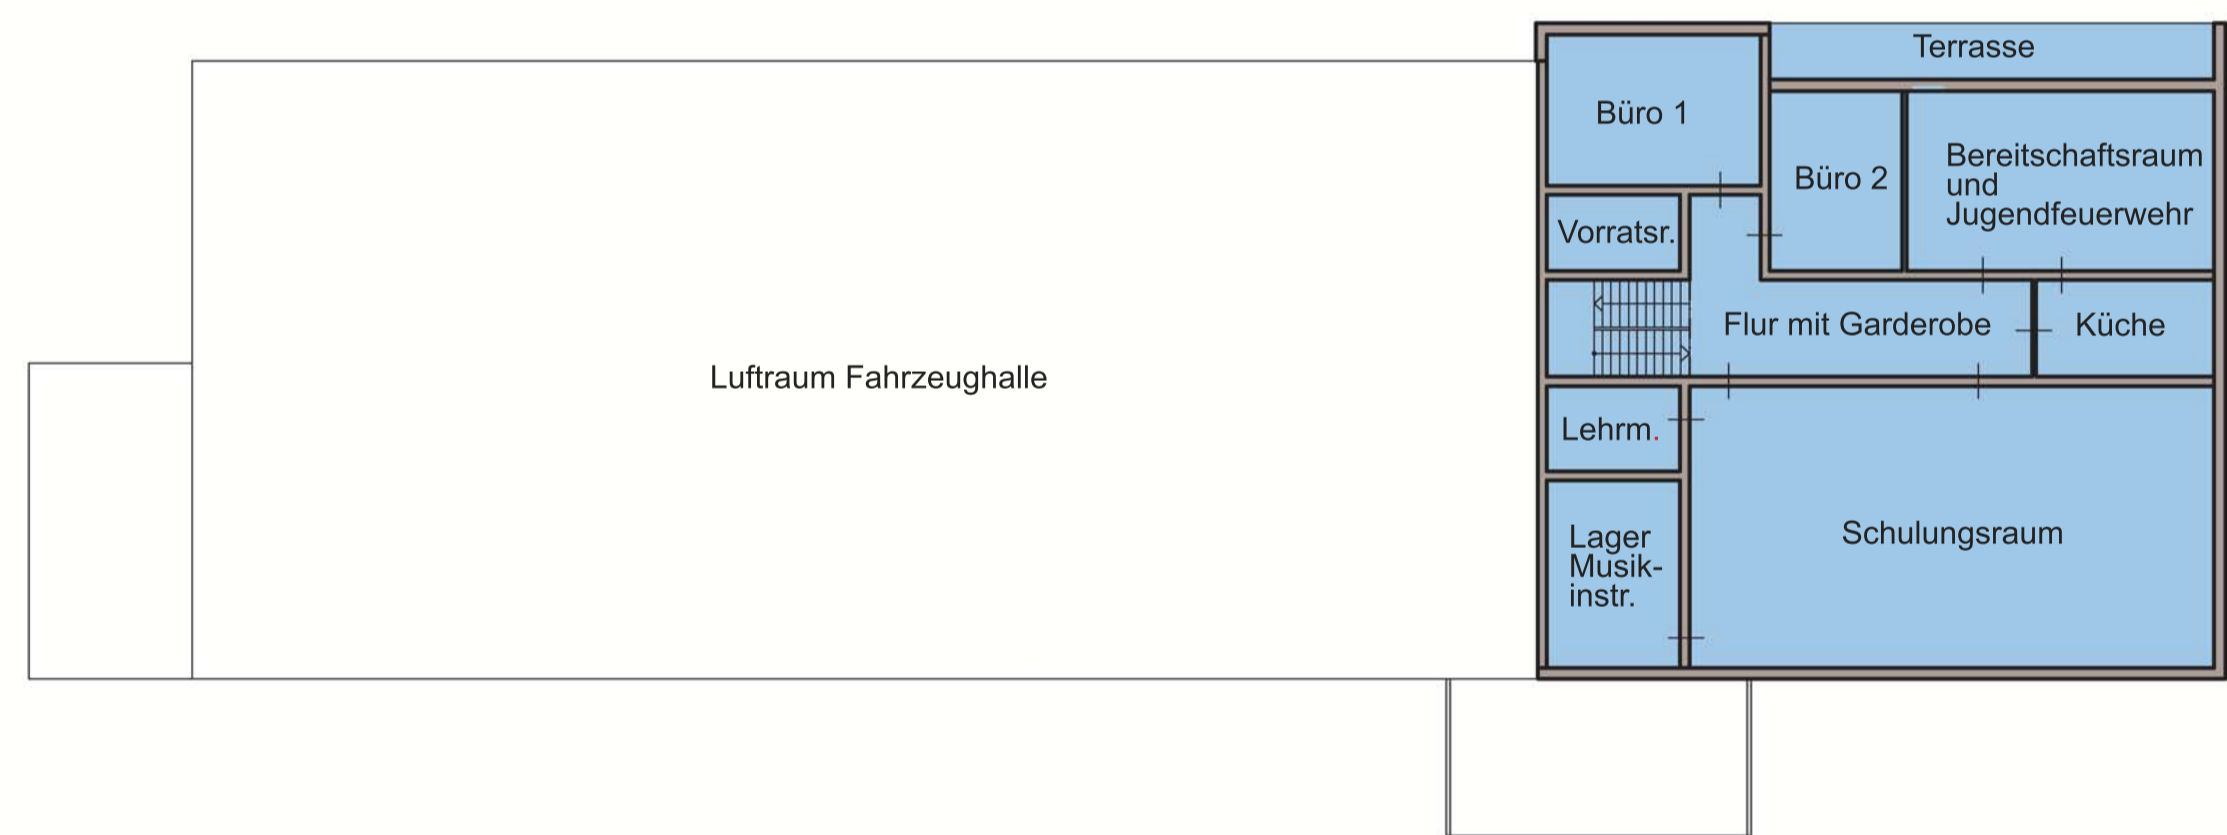 Terrasse
Büro 1
Büro 2
Bereitschaftsraum
und
Jugendfeuerwehr
Vorratsr.
Flur mit Garderobe
Küche
Luftraum Fahrzeughalle
Lehrm.
Lager
Musik-
instr.
Schulungsraum